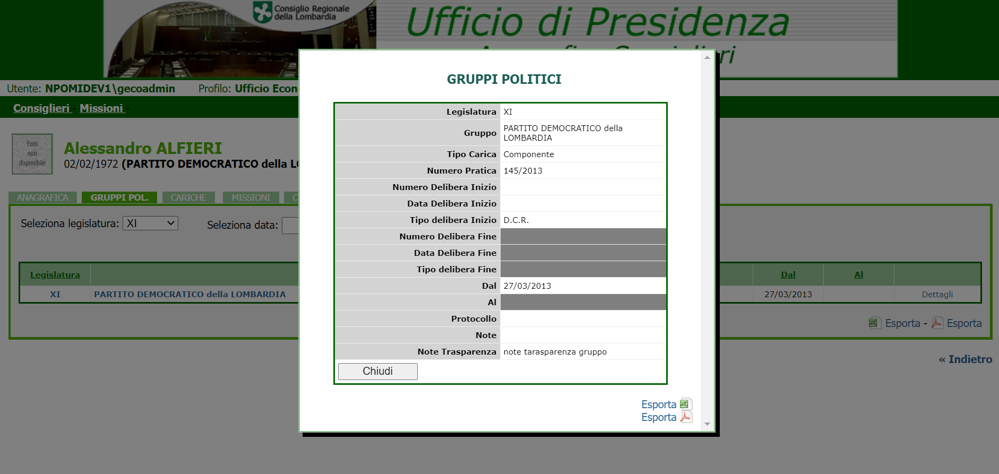 Consiglio Regionale
della Lombardia
Ufficio di Presidenza
Utente: NPOMIDEV1\gecoadmin Profilo: Ufficio Econ
Consiglieri - Missioni -
Foto
non
disponibile
Alessandro ALFIERI
02/02/1972 (PARTITO DEMOCRATICO della LO
ANAGRAFICA GRUPPI POL. CARICHE MISSIONI C
Seleziona legislatura: XI Seleziona data:
Legislatura Dal Al
XI PARTITO DEMOCRATICO della LOMBARDIA 27/03/2013 Dettagli
Esporta - Esporta
« Indietro
GRUPPI POLITICI
Legislatura XI
Gruppo PARTITO DEMOCRATICO della
LOMBARDIA
Tipo Carica Componente
Numero Pratica 145/2013
Numero Delibera Inizio
Data Delibera Inizio
Tipo delibera Inizio D.C.R.
Numero Delibera Fine
Data Delibera Fine
Tipo delibera Fine
Dal 27/03/2013
Al
Protocollo
Note
Note Trasparenza note tarasparenza gruppo
Chiudi
Esporta
Esporta